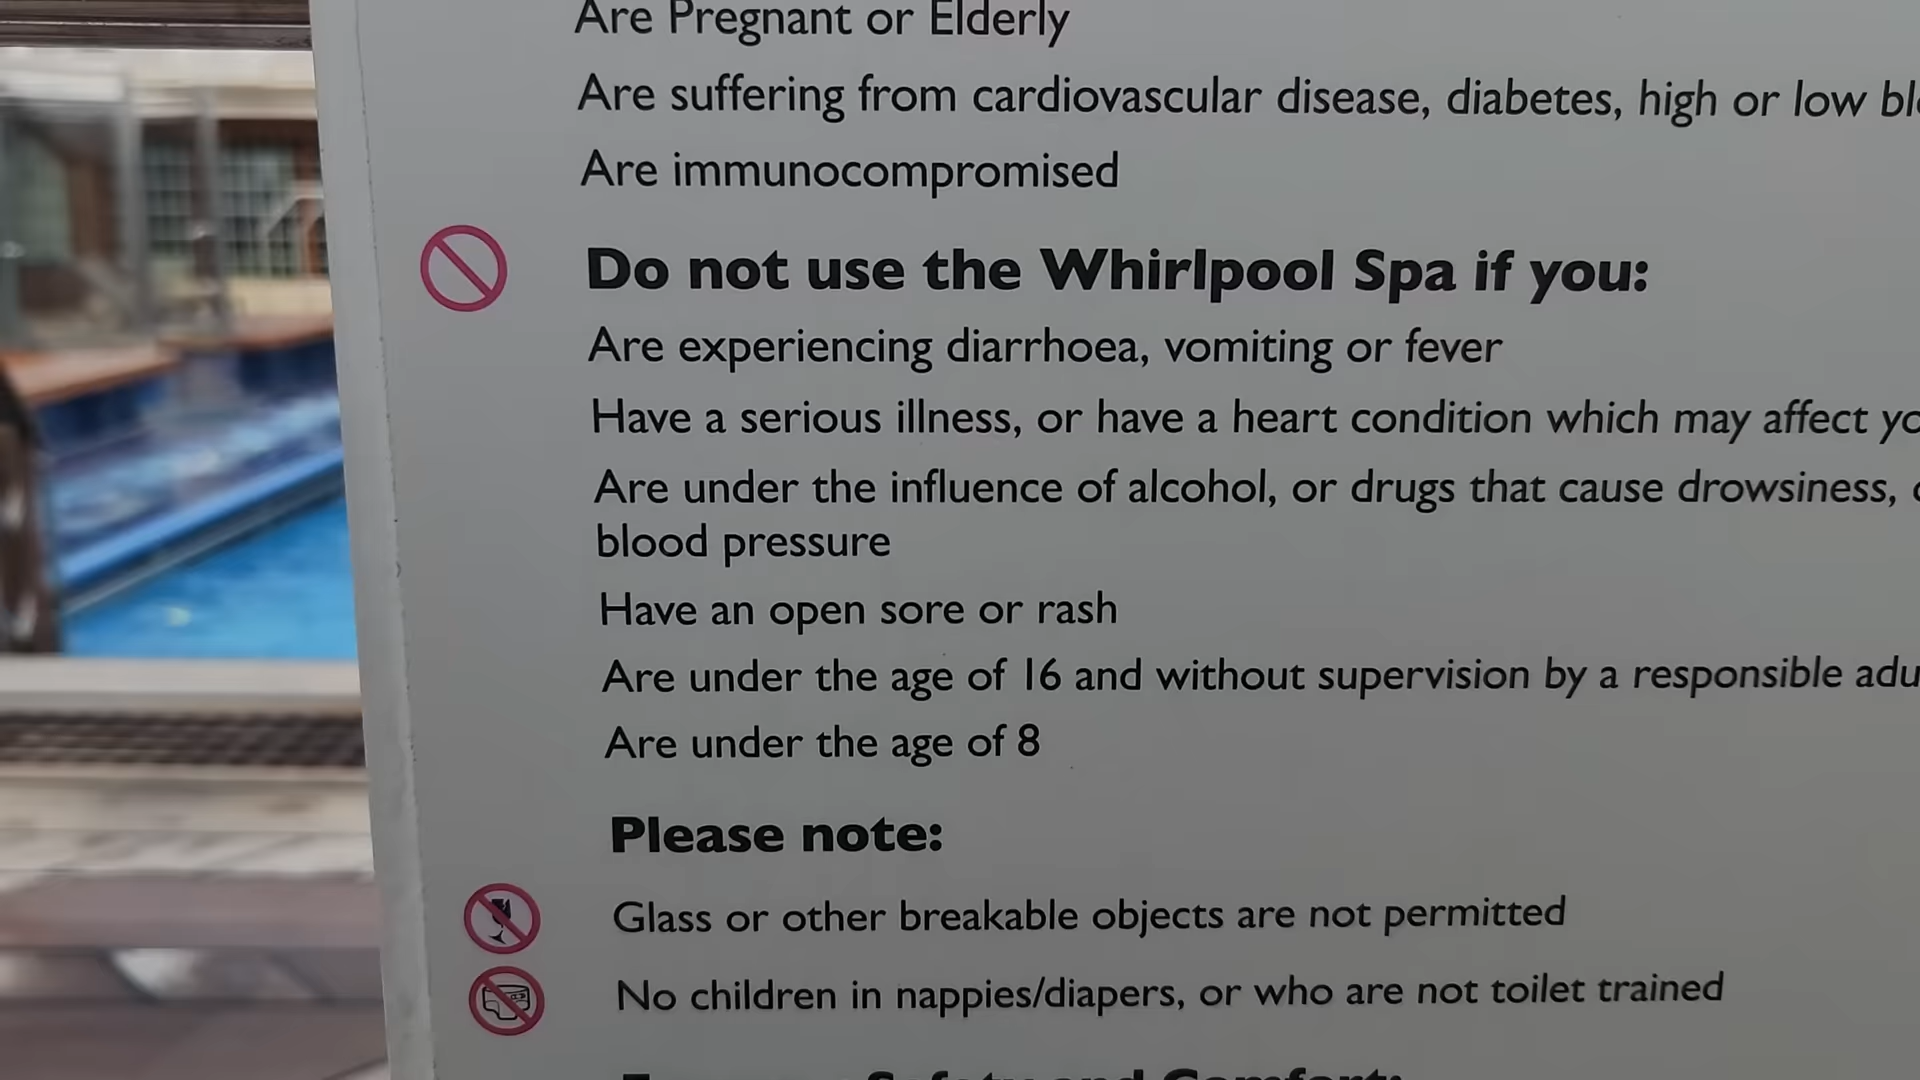 Are Pregnant or Elderly
Are suffering from cardiovascular disease, diabetes, high or low
Are immunocompromised
Do not use the Whirlpool Spa if you:
Are experiencing diarrhoea, vomiting or fever
Have a serious illness, or have a heart condition which may affect
Are under the influence of alcohol, or drugs that cause drowsiness,
blood pressure
Have an open sore or rash
Are under the age of 16 and without supervision by a responsible
Are under the age of 8
Please note:
Glass or other breakable objects are not permitted
No children in nappies/diapers, or who are not toilet trained
Safety and Comfort: